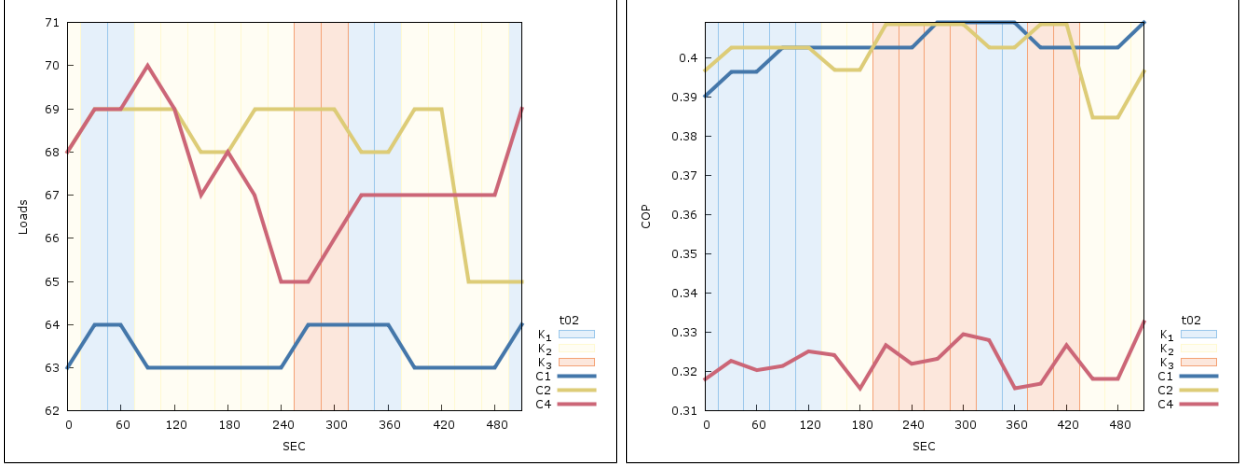 71
70
69
68
67
66
65
64
63
62
Loads
0 60 120 180 240 300 360 420 480
SEC
t02
K1
K2
K3
C1
C2
C4
0.4
0.39
0.38
0.37
0.36
0.35
0.34
0.33
0.32
0.31
COP
0 60 120 180 240 300 360 420 480
SEC
t02
K1
K2
K3
C1
C2
C4